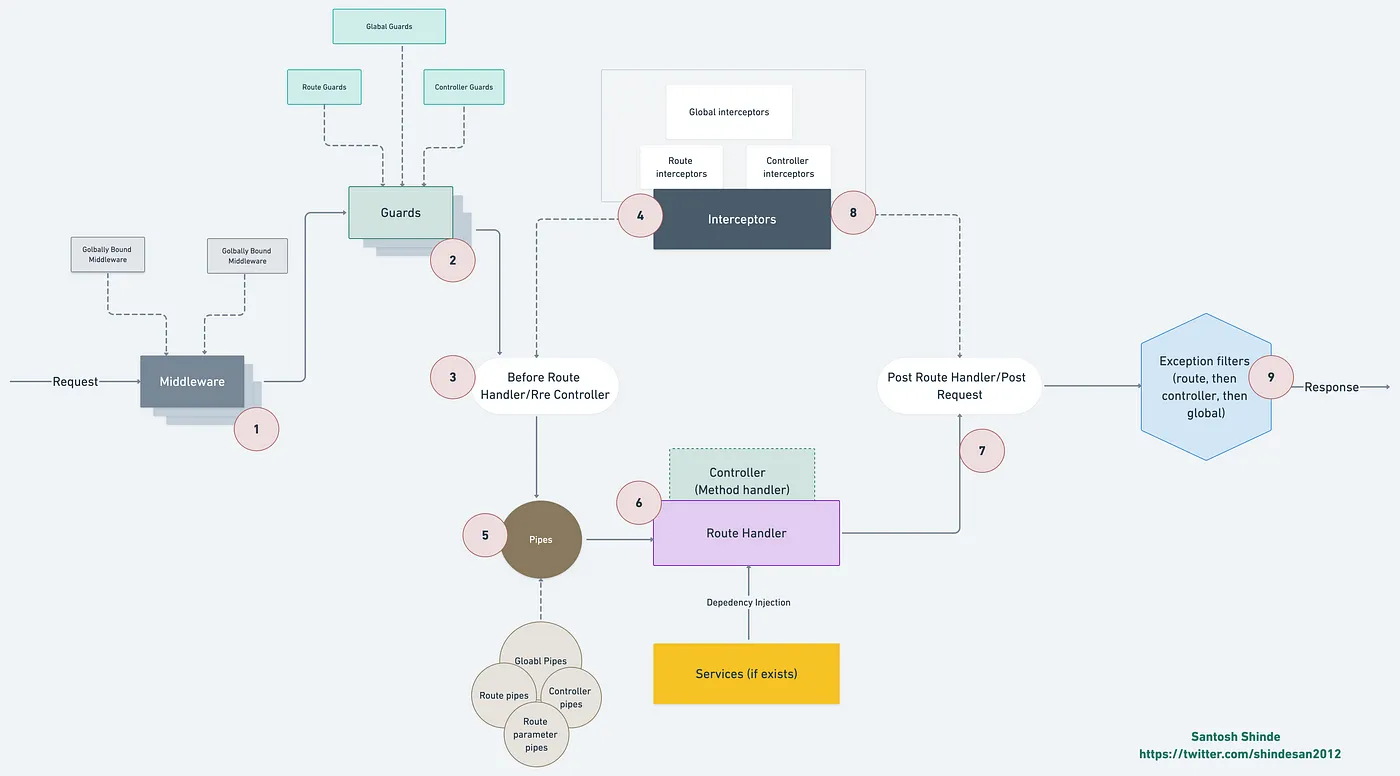 Glabal Guards
Route Guards
Controller Guards
Guards
2
Golbally Bound
Middleware
Golbally Bound
Middleware
Request
Middleware
1
Global interceptors
Route
interceptors
Controller
interceptors
4
Interceptors
8
3
Before Route
Handler/Rre Controller
Post Route Handler/Post
Request
7
Exception filters
(route, then
controller, then
global)
9
Response
Controller
(Method handler)
6
Route Handler
5
Pipes
Depedency Injection
Services (if exists)
Gloabl Pipes
Route pipes
Controller
pipes
Route
parameter
pipes
Santosh Shinde
https://twitter.com/shindesan2012